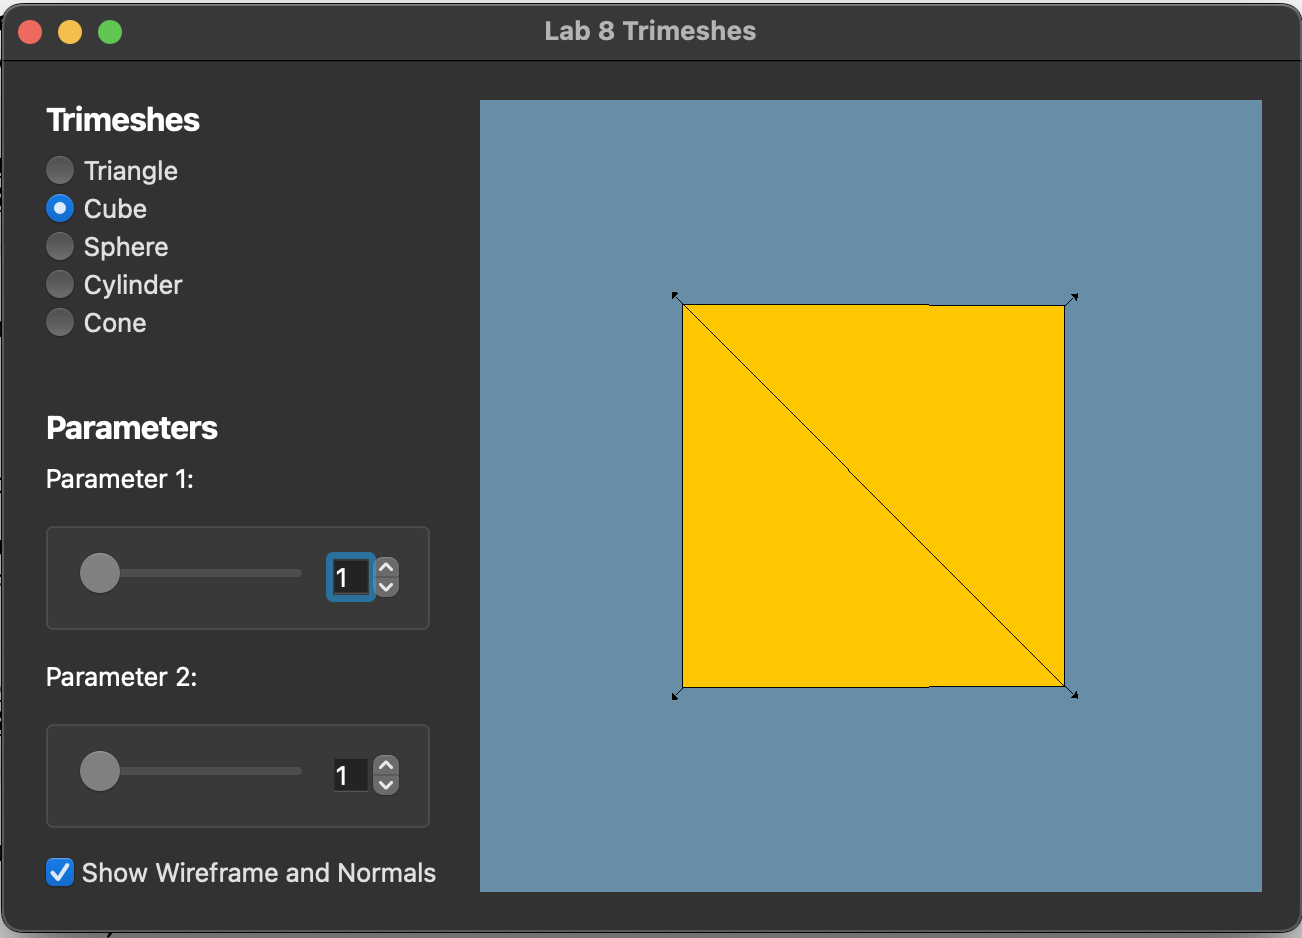 Lab 8 Trimeshes
Trimeshes
Triangle
Cube
Sphere
Cylinder
Cone
Parameters
Parameter 1:
1
Parameter 2:
1
Show Wireframe and Normals